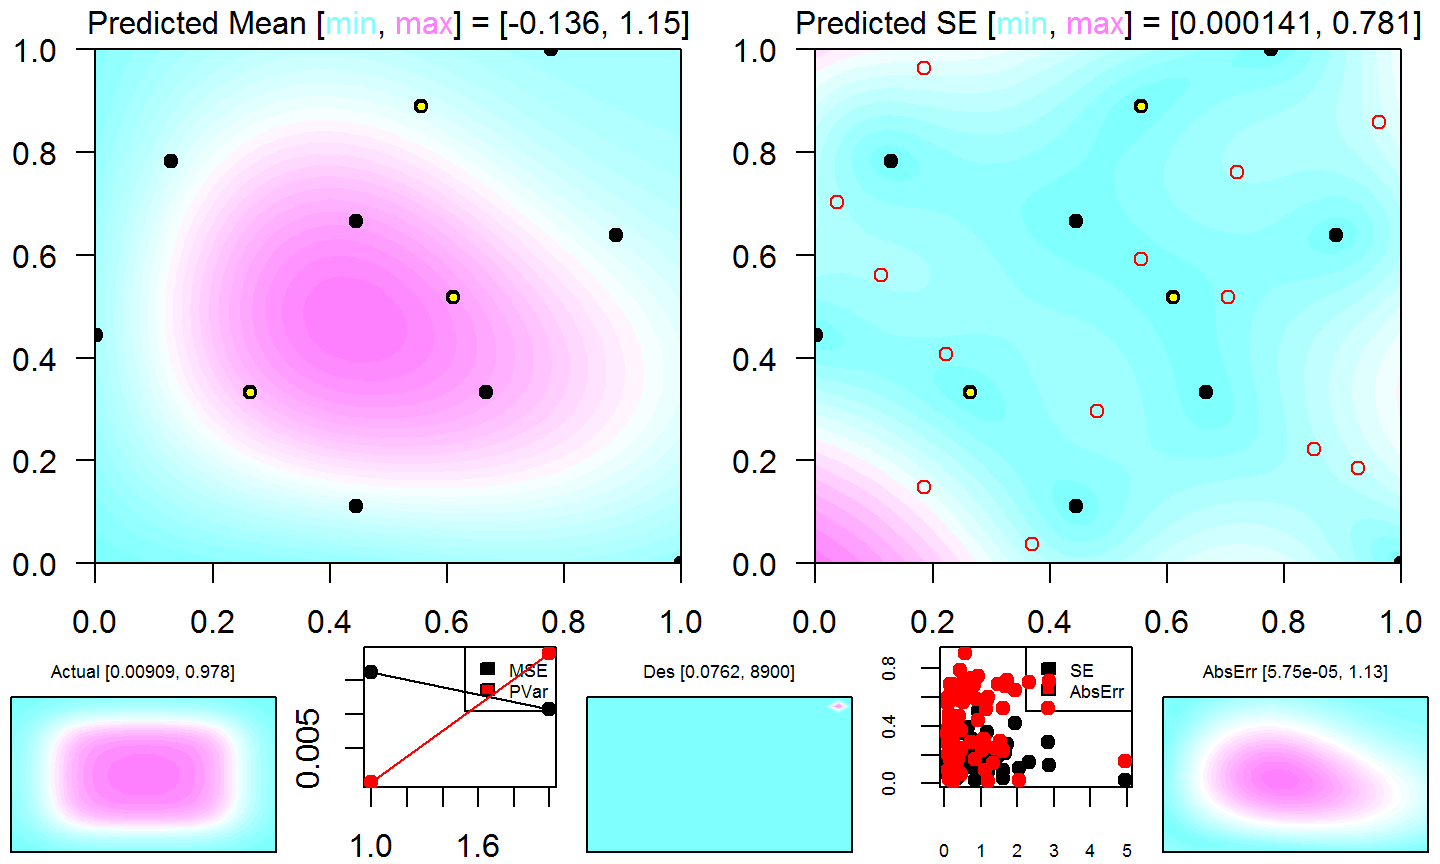 Predicted Mean [min, max] = [-0.136, 1.15]
Predicted SE [min, max] = [0.000141, 0.781]
1.0
0.8
0.6
0.4
0.2
0.0
0.0 0.2 0.4 0.6 0.8 1.0
1.0
0.8
0.6
0.4
0.2
0.0
0.0 0.2 0.4 0.6 0.8 1.0
Actual [0.00909, 0.978]
MSE
PVar
0.005
1.0 1.6
Des [0.0762, 8900]
SE
AbsErr
0.8
0.4
0.0
0 1 2 3 4 5
AbsErr [5.75e-05, 1.13]